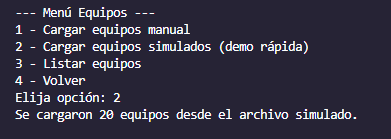 --- Menú Equipos ---
1 - Cargar equipos manual
2 - Cargar equipos simulados (demo rápida)
3 - Listar equipos
4 - Volver
Elija opción: 2
Se cargaron 20 equipos desde el archivo simulado.